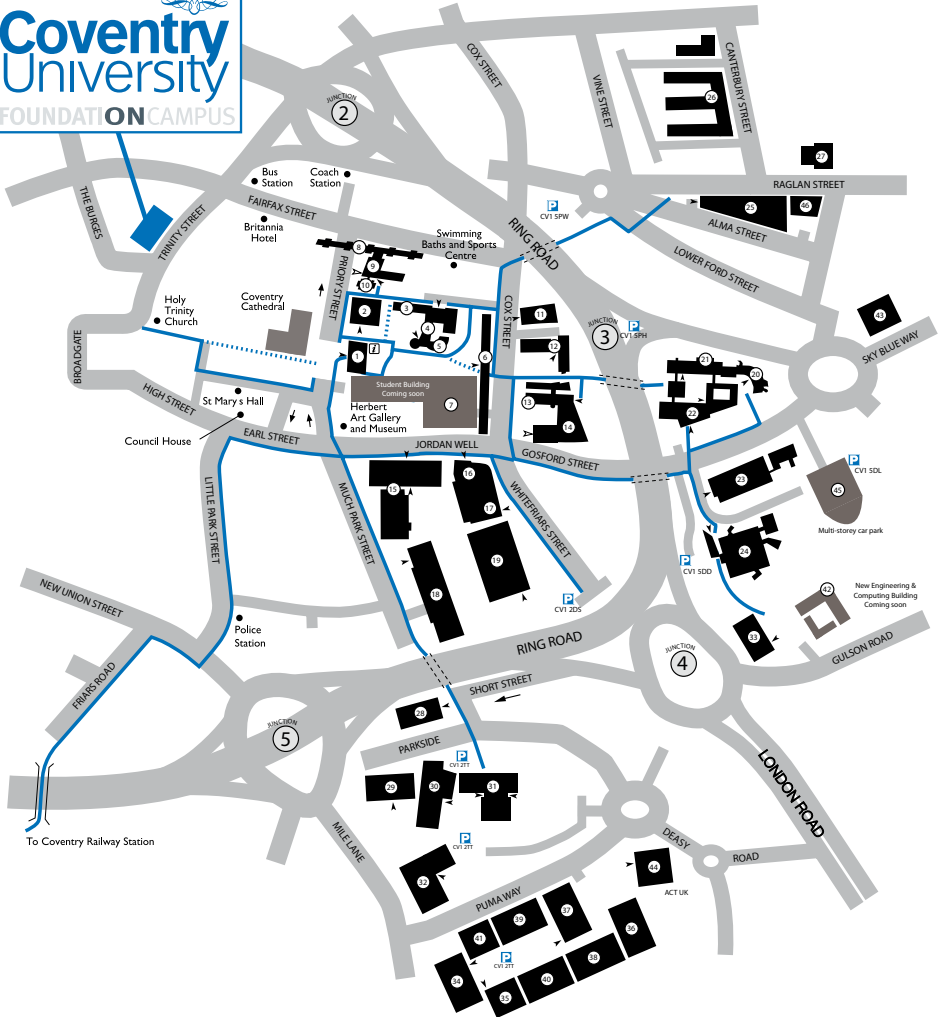 Coventry
University
FOUNDATIONCAMPUS
JUNCTION
2
COX STREET
VINE STREET
CANTERBURY STREET
26
27
RAGLAN STREET
THE BURGES
TRINITY STREET
Bus
Station
Coach
Station
FAIRFAX STREET
Britannia
Hotel
P
CV1 5PW
25
46
ALMA STREET
RING ROAD
LOWER FORD STREET
Swimming
Baths and Sports
Centre
8
9
10
PRIORY STREET
Holy
Trinity
Church
Coventry
Cathedral
2
3
4
5
6
1
i
COX STREET
11
12
JUNCTION
3
P
CV1 5PH
43
SKY BLUE WAY
BROADGATE
HIGH STREET
St Mary s Hall
Council House
EARL STREET
Student Building
Coming soon
7
Herbert
Art Gallery
and Museum
13
14
21
20
22
JORDAN WELL
GOSFORD STREET
15
16
17
19
18
WHITEFRIARS STREET
MUCH PARK STREET
LITTLE PARK STREET
23
P
CV1 5DL
45
Multi-storey car park
24
P
CV1 5DD
42
New Engineering &
Computing Building
Coming soon
33
GULSON ROAD
P
CV1 2DS
NEW UNION STREET
Police
Station
FRIARS ROAD
RING ROAD
JUNCTION
4
SHORT STREET
28
JUNCTION
5
PARKSIDE
P
CV1 2TT
29
30
31
LONDON ROAD
To Coventry Railway Station
MILE LANE
P
CV1 2TT
32
DEASY
ROAD
44
ACT UK
PUMA WAY
37
39
41
36
38
P
CV1 2TT
40
34
35